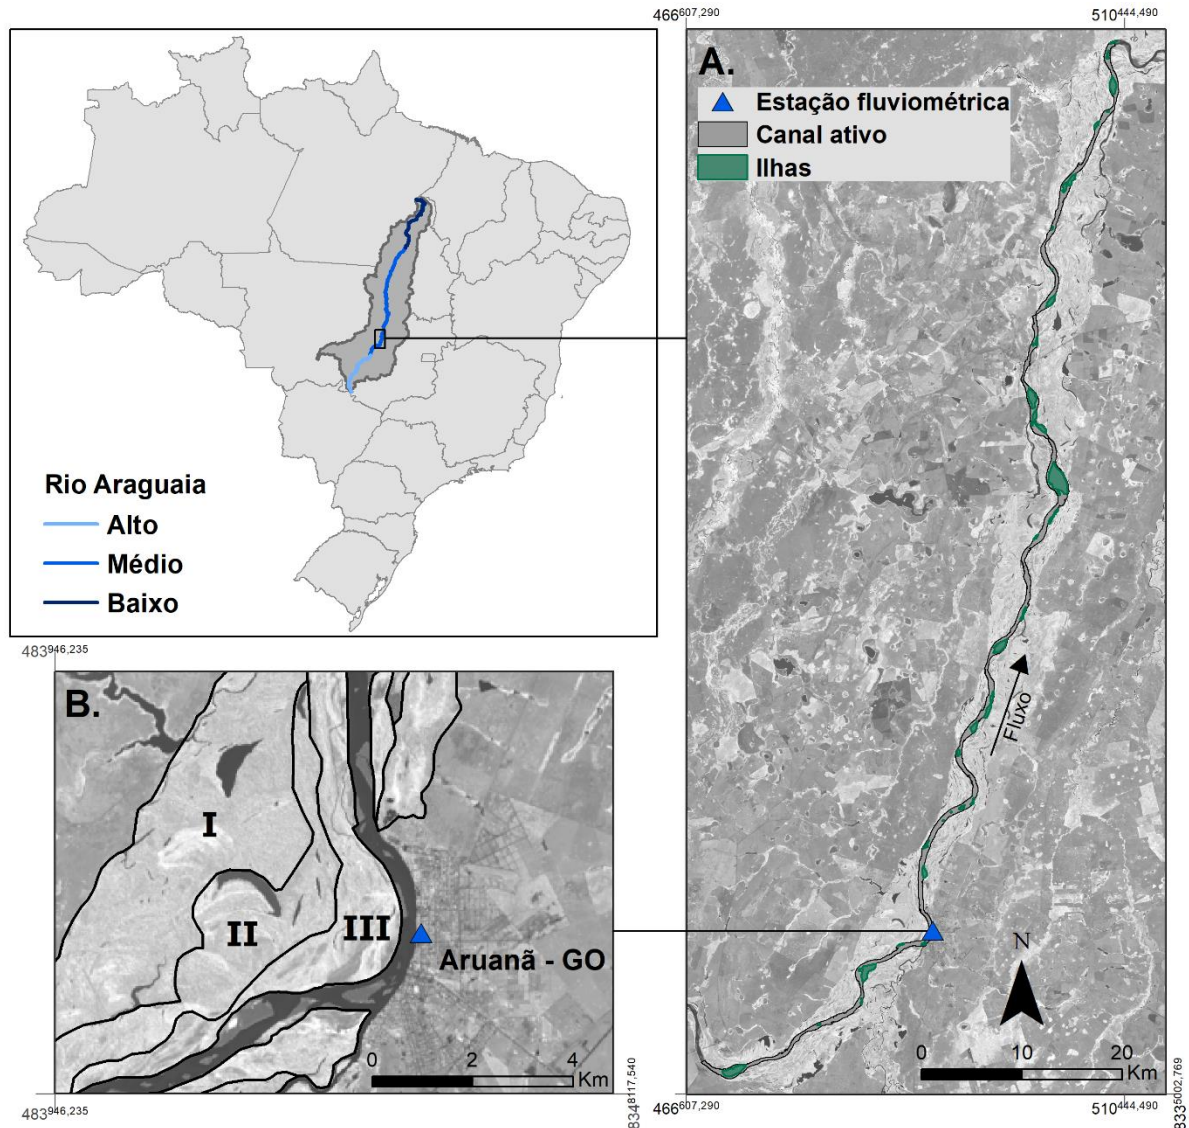 466607,290
510444,490
A.
Estação fluviométrica
Canal ativo
Ilhas
Rio Araguaia
Alto
Médio
Baixo
Fluxo
N
0 10 20
Km
466607,290
510444,490
8335002,769
483946,235
B.
I
II
III
Aruanã - GO
0 2 4
Km
483946,235
8348117,540